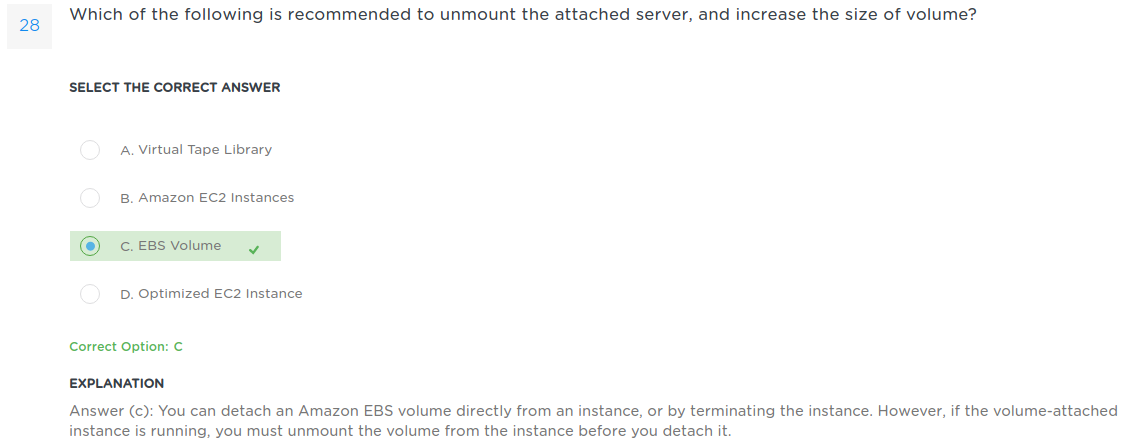 28
Which of the following is recommended to unmount the attached server, and increase the size of volume?
SELECT THE CORRECT ANSWER
A. Virtual Tape Library
B. Amazon EC2 Instances
C. EBS Volume
D. Optimized EC2 Instance
Correct Option: C
EXPLANATION
Answer (c): You can detach an Amazon EBS volume directly from an instance, or by terminating the instance. However, if the volume-attached
instance is running, you must unmount the volume from the instance before you detach it.